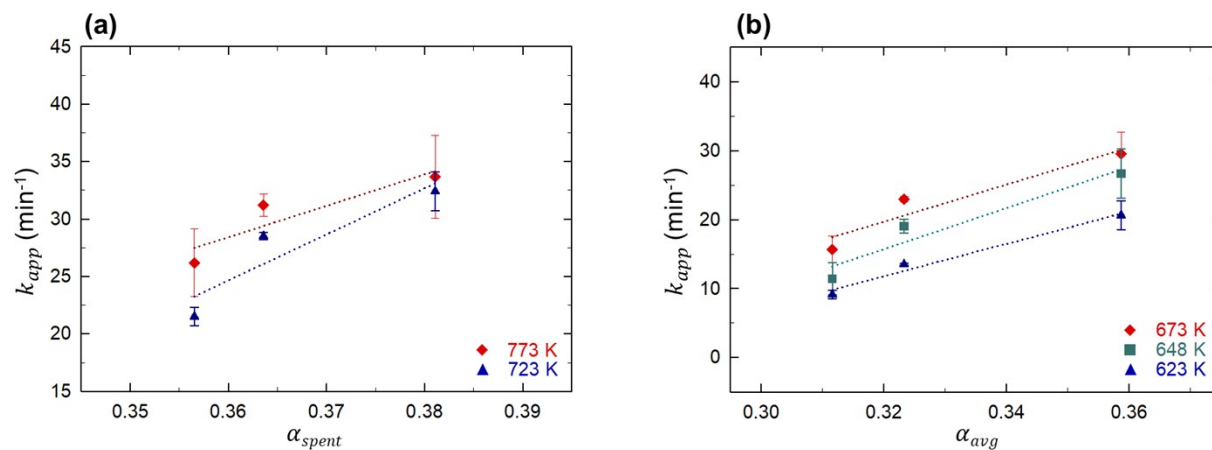 (a)
45
40
35
30
25
20
15
k_app (min⁻¹)
773 K
723 K
0.35 0.36 0.37 0.38 0.39
α_spent
(b)
40
30
20
10
0
k_app (min⁻¹)
673 K
648 K
623 K
0.30 0.32 0.34 0.36
α_avg